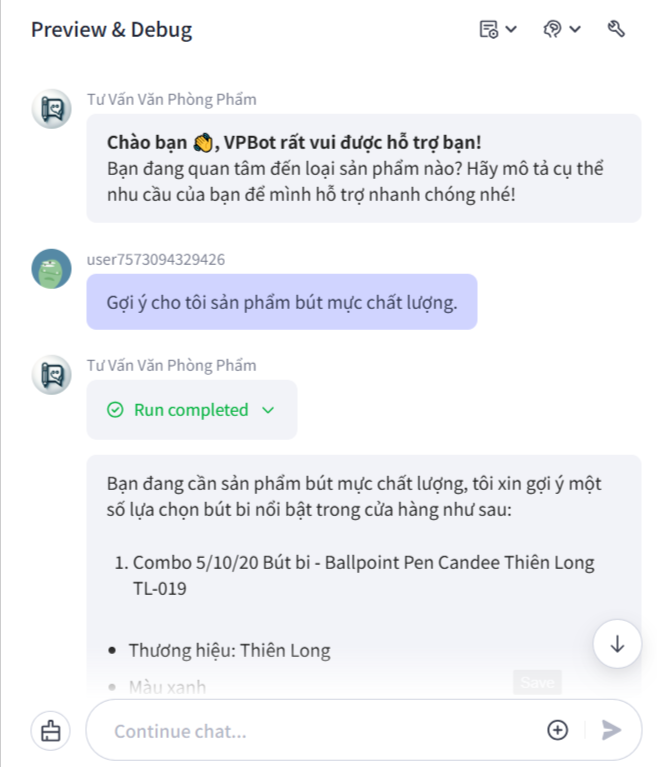 Preview & Debug
Tư Vấn Văn Phòng Phẩm
Chào bạn 👏, VPBot rất vui được hỗ trợ bạn!
Bạn đang quan tâm đến loại sản phẩm nào? Hãy mô tả cụ thể
nhu cầu của bạn để mình hỗ trợ nhanh chóng nhé!
user7573094329426
Gợi ý cho tôi sản phẩm bút mực chất lượng.
Tư Vấn Văn Phòng Phẩm
Run completed
Bạn đang cần sản phẩm bút mực chất lượng, tôi xin gợi ý một
số lựa chọn bút bi nổi bật trong cửa hàng như sau:
1. Combo 5/10/20 Bút bi - Ballpoint Pen Candee Thiên Long
TL-019
• Thương hiệu: Thiên Long
• Màu xanh
Save
Continue chat...